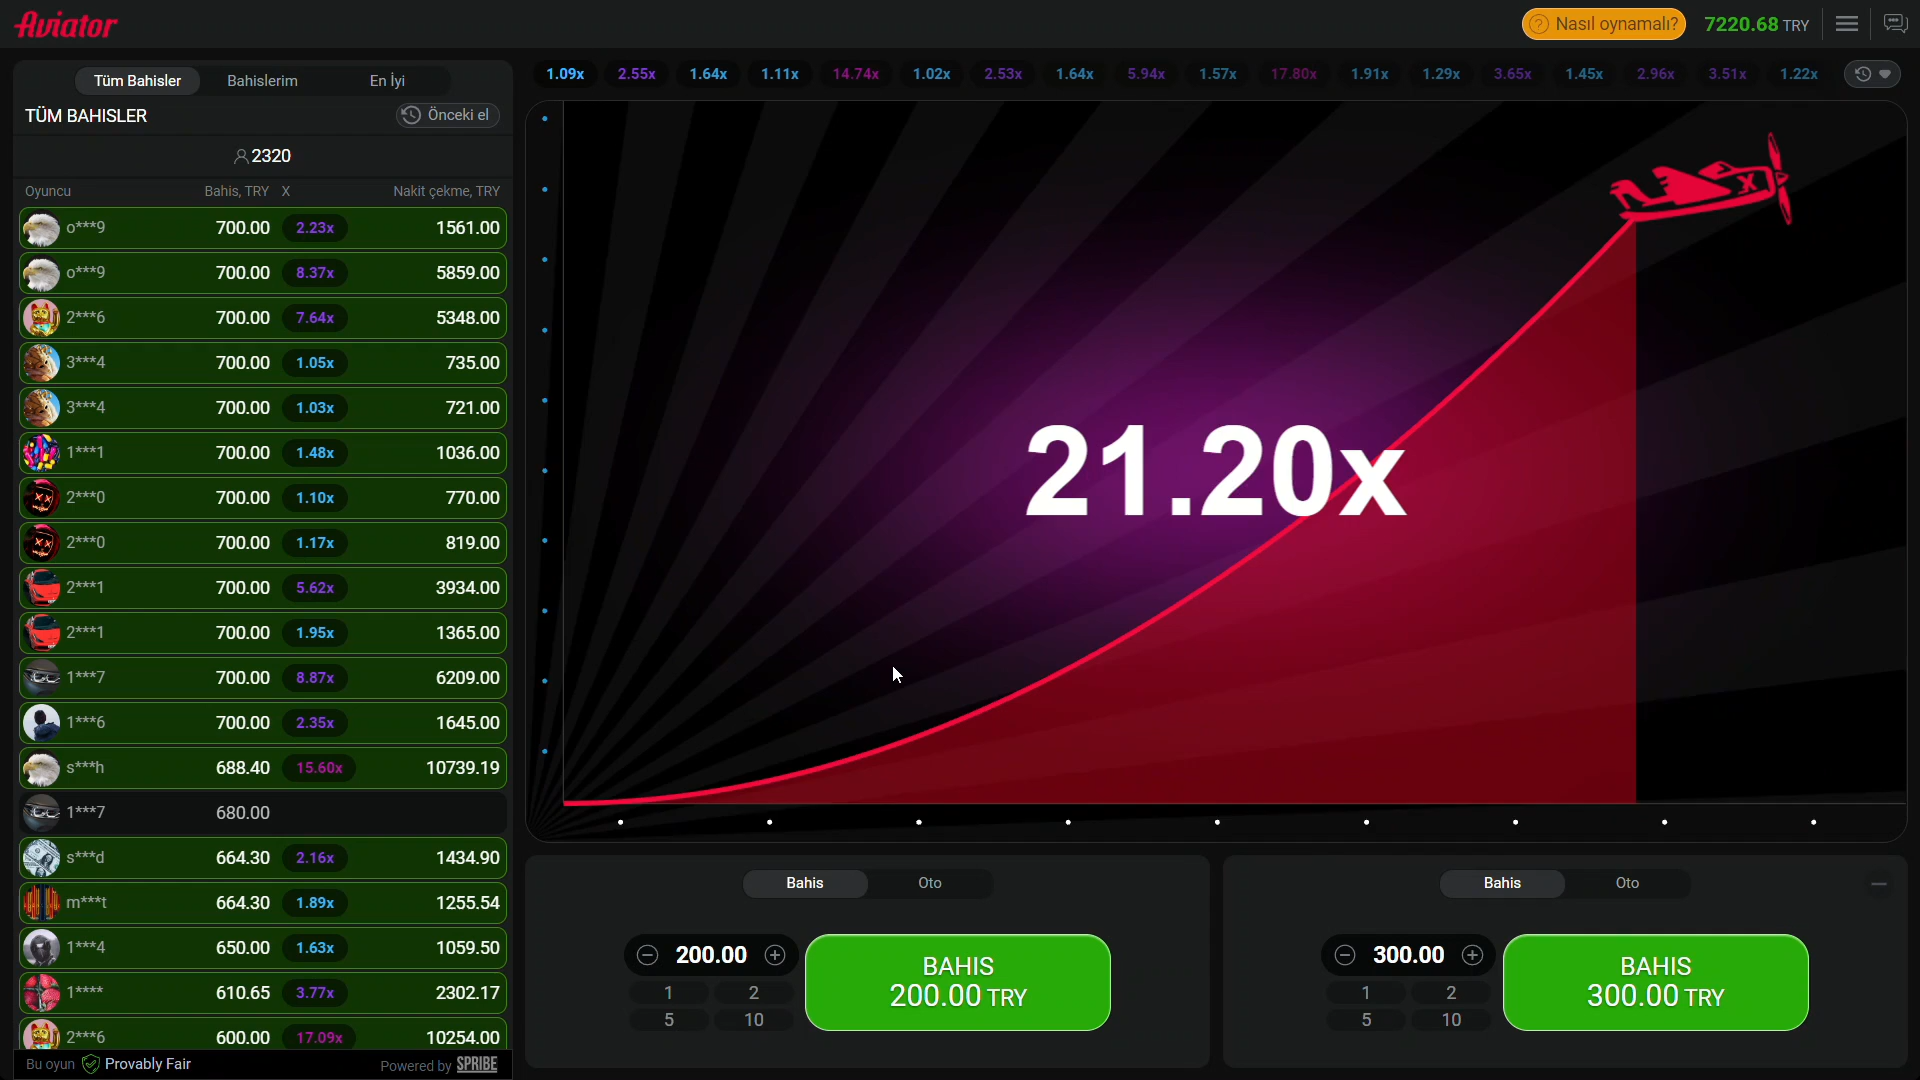 Aviator
Nasıl oynamalı?
7220.68 TRY
Tüm Bahisler
Bahislerim
En İyi
1.09x 2.55x 1.64x 1.11x 14.74x 1.02x 2.53x 1.64x 5.94x 1.57x 17.80x 1.91x 1.29x 3.65x 1.45x 2.96x 3.51x 1.22x
TÜM BAHISLER
Önceki el
2320
Oyuncu Bahis, TRY X Nakit çekme, TRY
o***9 700.00 2.23x 1561.00
o***9 700.00 8.37x 5859.00
2***6 700.00 7.64x 5348.00
3***4 700.00 1.05x 735.00
3***4 700.00 1.03x 721.00
1***1 700.00 1.48x 1036.00
2***0 700.00 1.10x 770.00
2***0 700.00 1.17x 819.00
2***1 700.00 5.62x 3934.00
2***1 700.00 1.95x 1365.00
1***7 700.00 8.87x 6209.00
1***6 700.00 2.35x 1645.00
s***h 688.40 15.60x 10739.19
1***7 680.00
s***d 664.30 2.16x 1434.90
m***t 664.30 1.89x 1255.54
1***4 650.00 1.63x 1059.50
1**** 610.65 3.77x 2302.17
2***6 600.00 17.09x 10254.00
Bu oyun Provably Fair
Powered by SPRIBE
X
21.20x
Bahis Oto
200.00
1 2
5 10
BAHIS
200.00 TRY
Bahis Oto
300.00
1 2
5 10
BAHIS
300.00 TRY